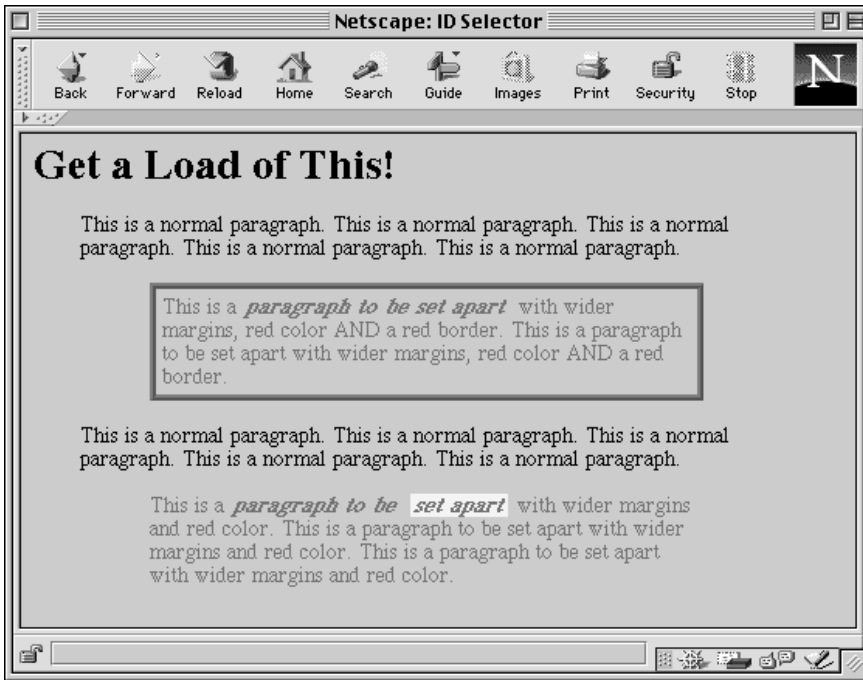 Netscape: ID Selector
Back Forward Reload Home Search Guide Images Print Security Stop
N
Get a Load of This!
This is a normal paragraph. This is a normal paragraph. This is a normal
paragraph. This is a normal paragraph. This is a normal paragraph.
This is a paragraph to be set apart with wider
margins, red color AND a red border. This is a paragraph
to be set apart with wider margins, red color AND a red
border.
This is a normal paragraph. This is a normal paragraph. This is a normal
paragraph. This is a normal paragraph. This is a normal paragraph.
This is a paragraph to be set apart with wider margins
and red color. This is a paragraph to be set apart with wider
margins and red color. This is a paragraph to be set apart
with wider margins and red color.